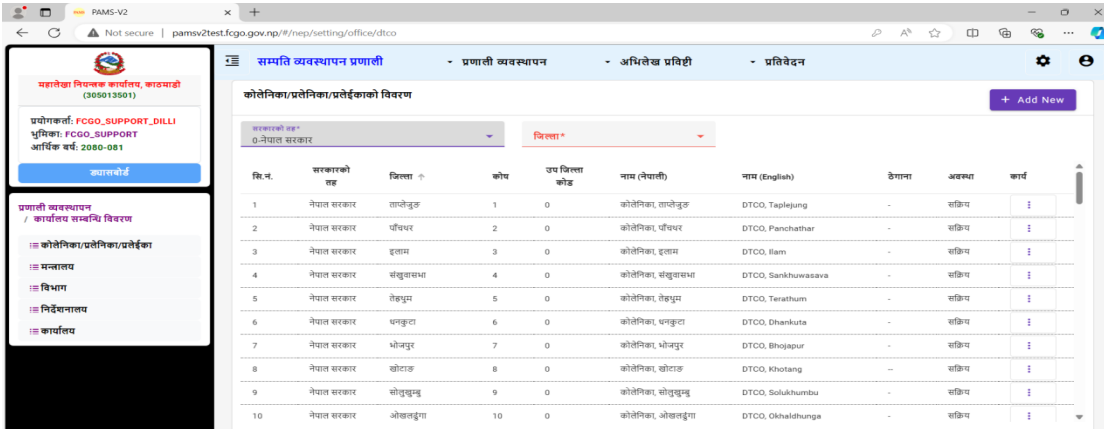 PAMS-V2
Not secure | pamsv2test.fcgo.gov.np/#/nep/setting/office/dtco
महालेखा नियन्त्रक कार्यालय, काठमाडौं
(305013501)
प्रयोगकर्ता: FCGO_SUPPORT_DILLI
भूमिका: FCGO_SUPPORT
आर्थिक वर्ष: 2080-081
ड्यासबोर्ड
प्रणाली व्यवस्थापन
/ कार्यालय सम्बन्धि विवरण
कोलेनिका/प्रलेनिका/प्रलेईका
मन्त्रालय
विभाग
निर्देशनालय
कार्यालय
सम्पति व्यवस्थापन प्रणाली प्रणाली व्यवस्थापन अभिलेख प्रविष्टी प्रतिवेदन
कोलेनिका/प्रलेनिका/प्रलेईकाको विवरण
+ Add New
सरकारको तह*
0-नेपाल सरकार
जिल्ला*
सि.नं. सरकारको तह जिल्ला कोष उप जिल्ला कोड नाम (नेपाली) नाम (English) ठेगाना अवस्था कार्य
1 नेपाल सरकार ताप्लेजुङ 1 0 कोलेनिका, ताप्लेजुङ DTCO, Taplejung - सक्रिय
2 नेपाल सरकार पाँचथर 2 0 कोलेनिका, पाँचथर DTCO, Panchathar - सक्रिय
3 नेपाल सरकार इलाम 3 0 कोलेनिका, इलाम DTCO, Ilam - सक्रिय
4 नेपाल सरकार संखुवासभा 4 0 कोलेनिका, संखुवासभा DTCO, Sankhuwasava - सक्रिय
5 नेपाल सरकार तेह्रथुम 5 0 कोलेनिका, तेह्रथुम DTCO, Terathum - सक्रिय
6 नेपाल सरकार धनकुटा 6 0 कोलेनिका, धनकुटा DTCO, Dhankuta - सक्रिय
7 नेपाल सरकार भोजपुर 7 0 कोलेनिका, भोजपुर DTCO, Bhojapur - सक्रिय
8 नेपाल सरकार खोटाङ 8 0 कोलेनिका, खोटाङ DTCO, Khotang -- सक्रिय
9 नेपाल सरकार सोलुखुम्बु 9 0 कोलेनिका, सोलुखुम्बु DTCO, Solukhumbu - सक्रिय
10 नेपाल सरकार ओखलढुंगा 10 0 कोलेनिका, ओखलढुंगा DTCO, Okhaldhunga - सक्रिय